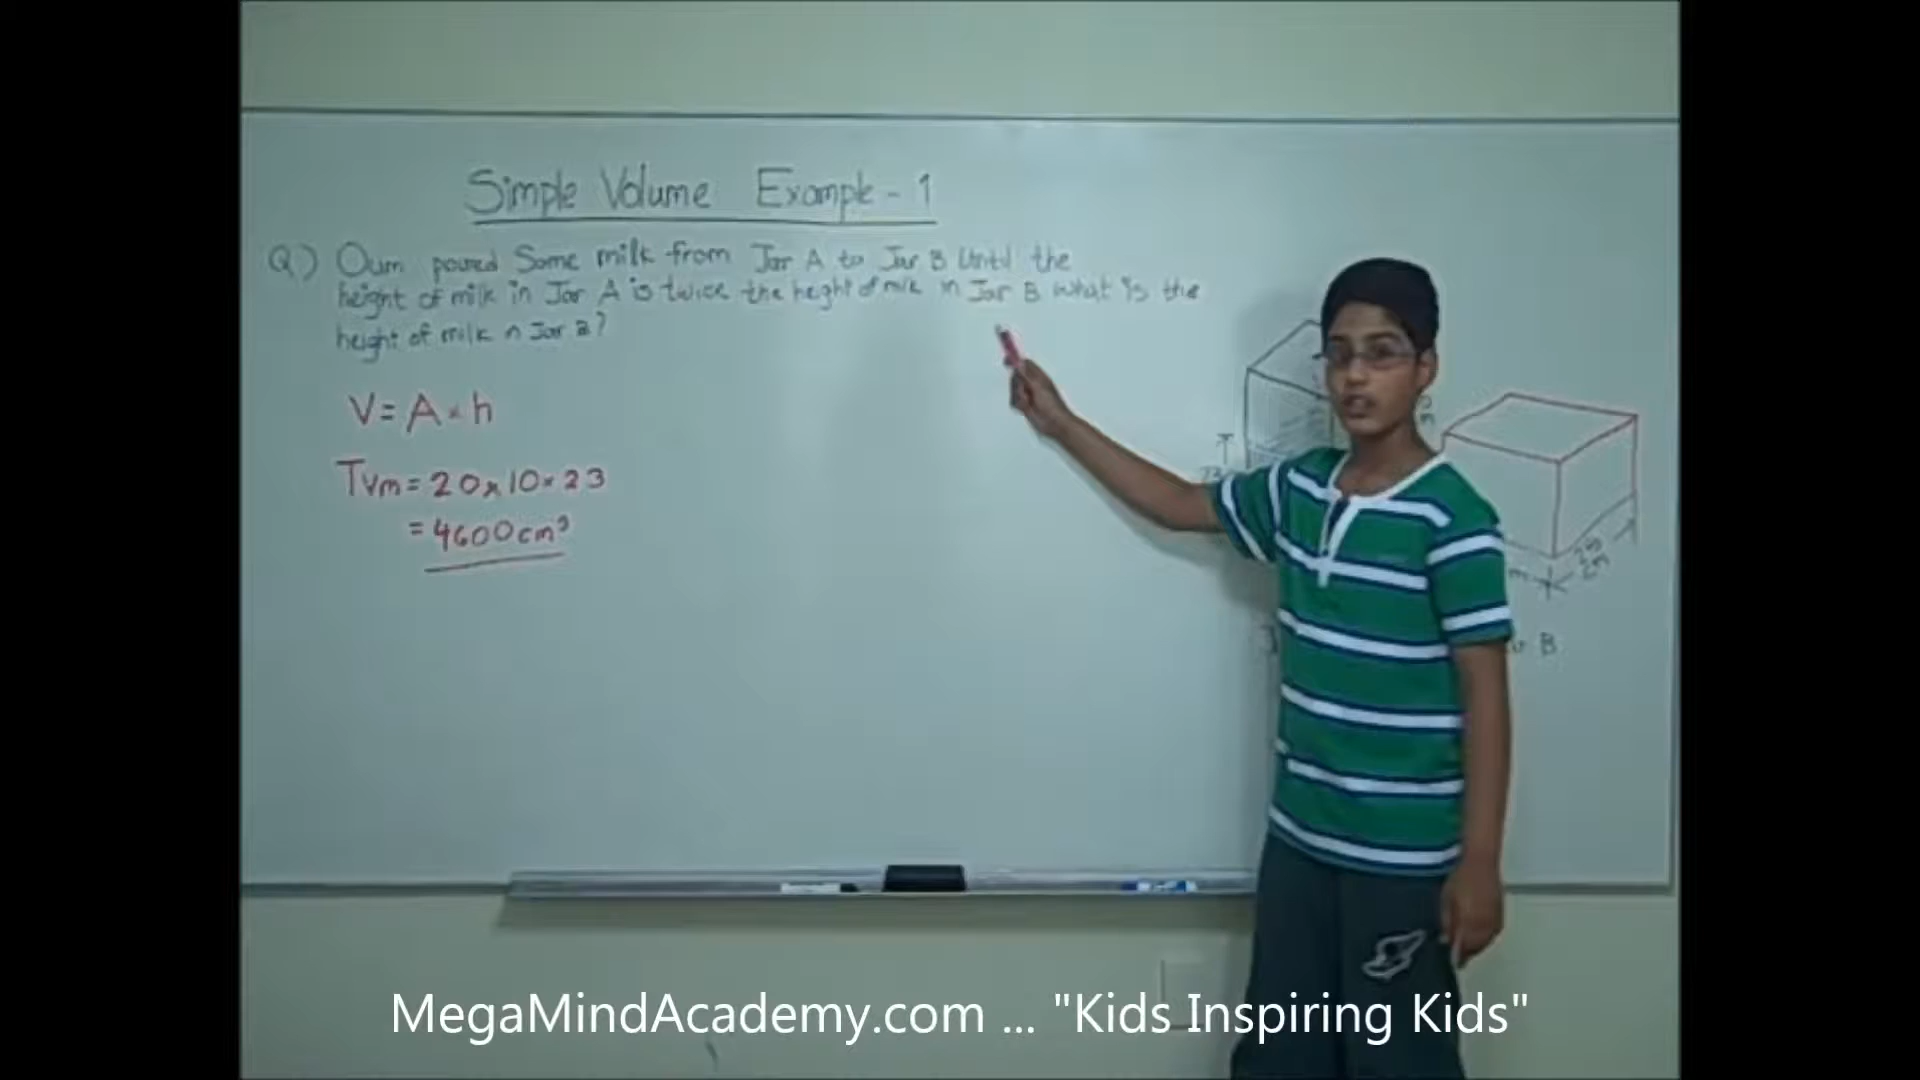 Simple Volume Example - 1
Q) Oum poured Some milk from Jar A to Jar B Until the
height of milk in Jar A is twice the height of milk in Jar B What is the
height of milk in Jar B?
V = A × h
Tvm = 20 × 10 × 23
= 4600 cm³
B
MegaMindAcademy.com ... "Kids Inspiring Kids"